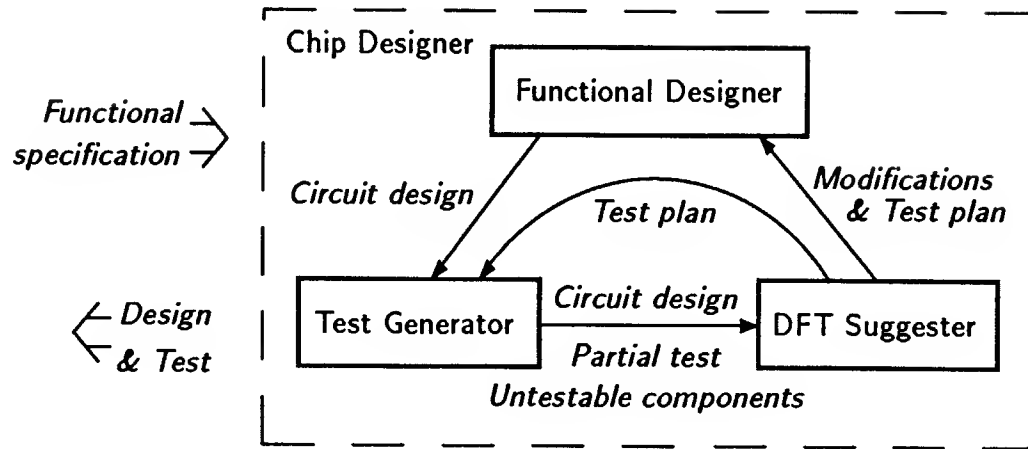 Chip Designer
Functional Designer
Functional
specification
Circuit design
Test plan
Modifications
& Test plan
Design
& Test
Test Generator
Circuit design
Partial test
Untestable components
DFT Suggester